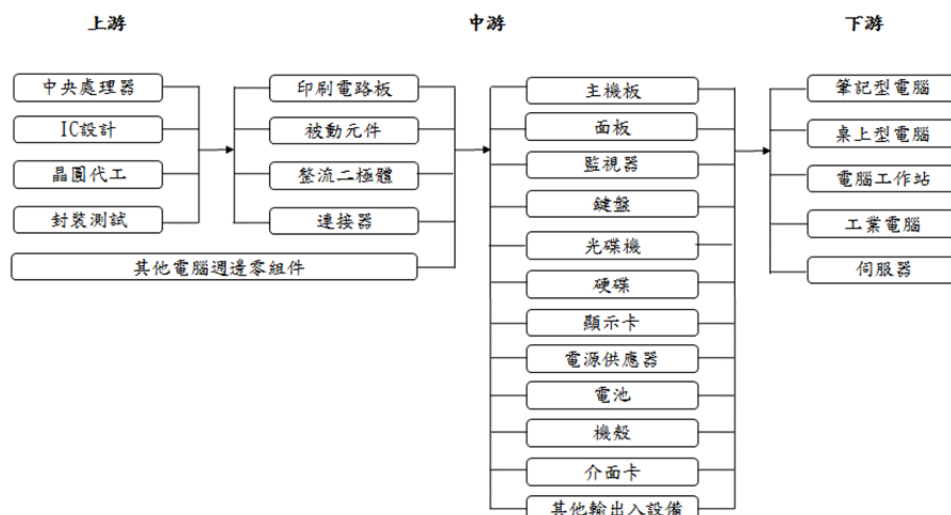 上游
中游
下游
中央處理器
IC設計
晶圓代工
封裝測試
其他電腦週邊零組件
印刷電路板
被動元件
整流二極體
連接器
主機板
面板
監視器
鍵盤
光碟機
硬碟
顯示卡
電源供應器
電池
機殼
介面卡
其他輸出入設備
筆記型電腦
桌上型電腦
電腦工作站
工業電腦
伺服器